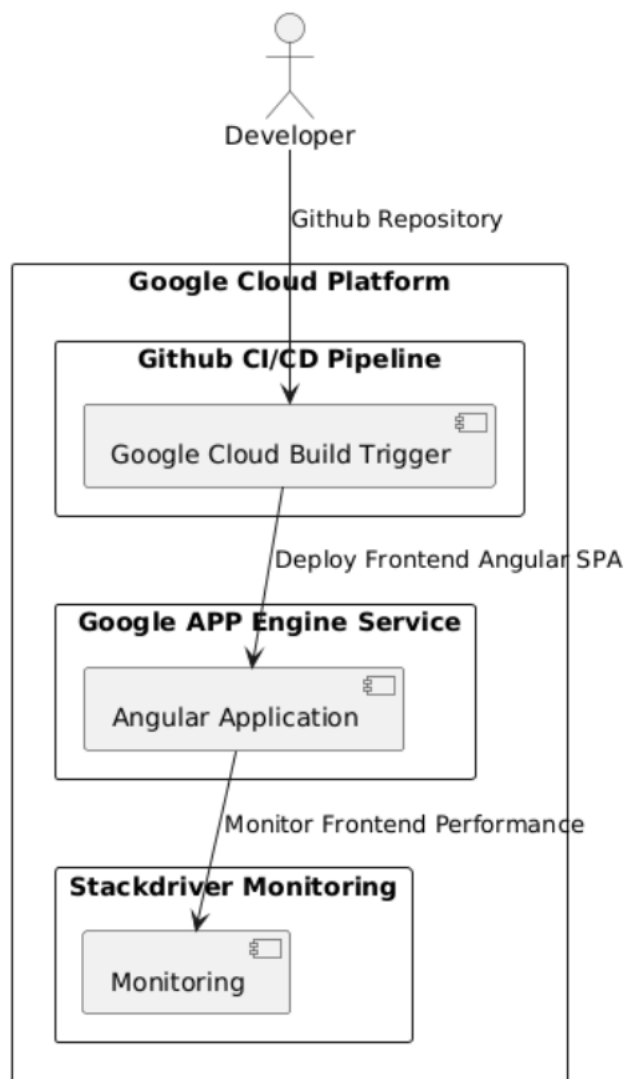 Developer
Github Repository
Google Cloud Platform
Github CI/CD Pipeline
Google Cloud Build Trigger
Deploy Frontend Angular SPA
Google APP Engine Service
Angular Application
Monitor Frontend Performance
Stackdriver Monitoring
Monitoring